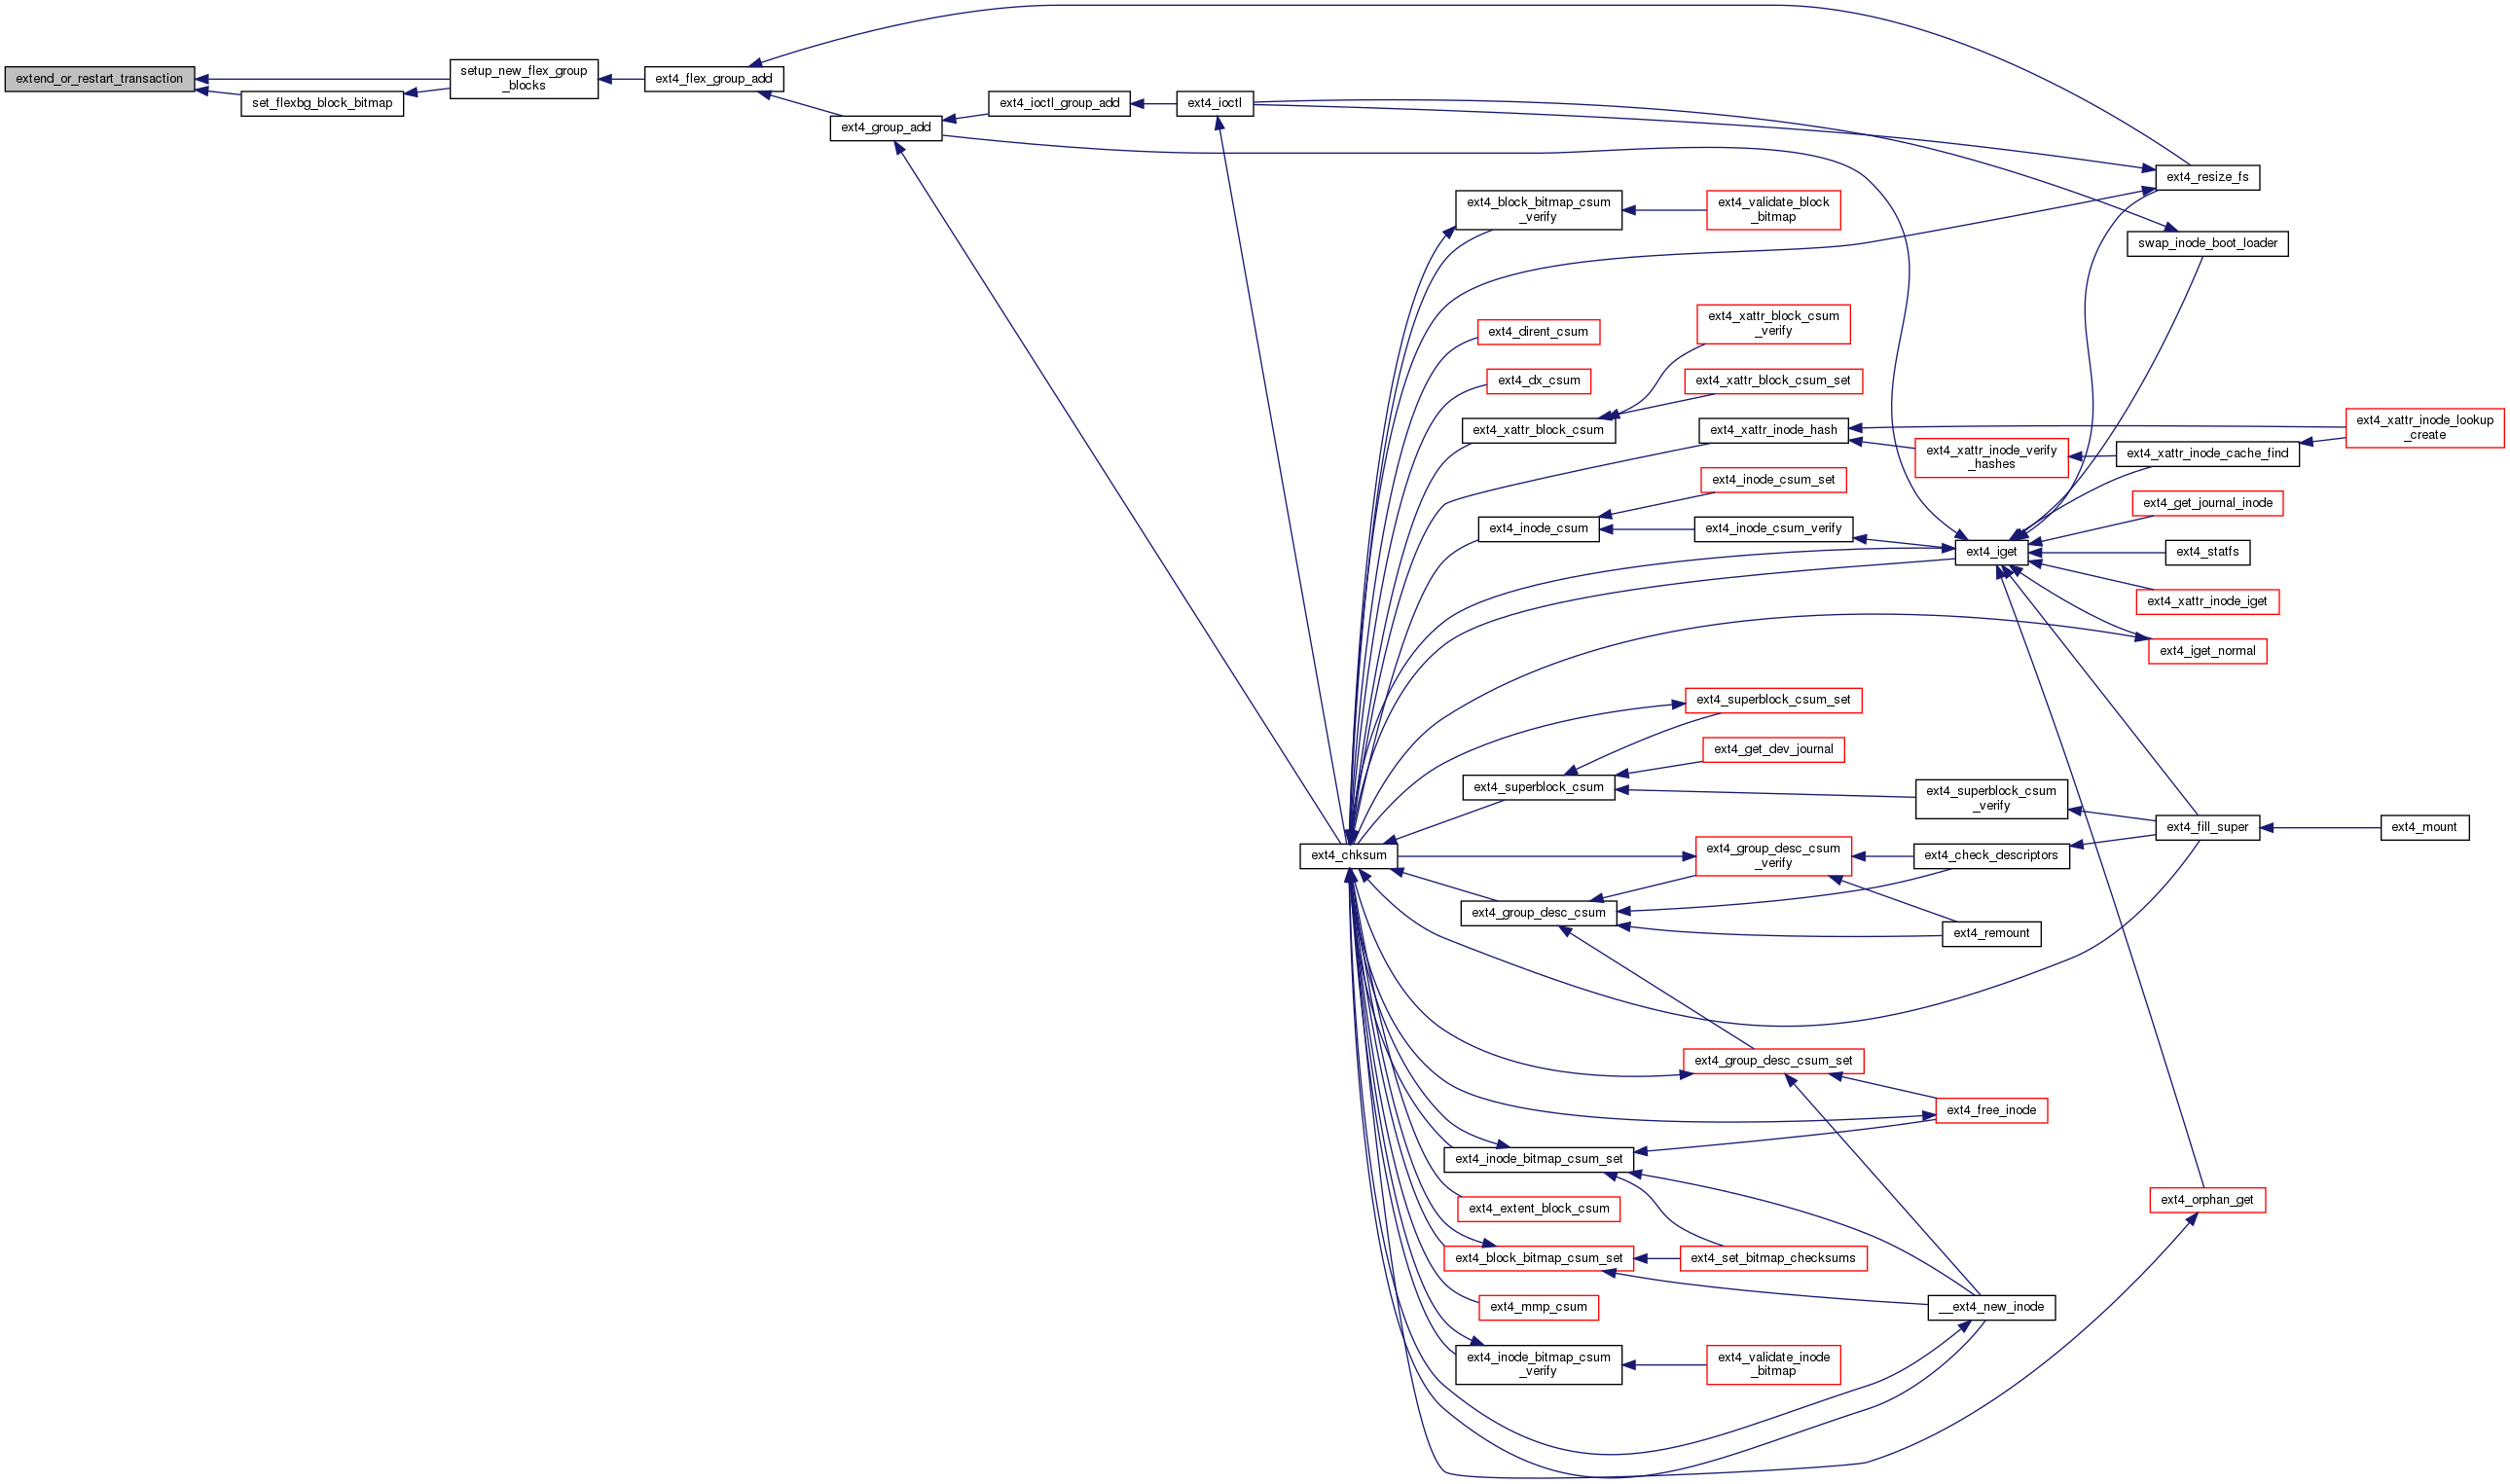 extend_or_restart_transaction
set_flexbg_block_bitmap
setup_new_flex_group
_blocks
ext4_flex_group_add
ext4_group_add
ext4_ioctl_group_add
ext4_ioctl
ext4_resize_fs
swap_inode_boot_loader
ext4_block_bitmap_csum
_verify
ext4_validate_block
_bitmap
ext4_dirent_csum
ext4_xattr_block_csum
_verify
ext4_dx_csum
ext4_xattr_block_csum_set
ext4_xattr_block_csum
ext4_xattr_inode_hash
ext4_xattr_inode_verify
_hashes
ext4_xattr_inode_cache_find
ext4_xattr_inode_lookup
_create
ext4_inode_csum_set
ext4_inode_csum
ext4_inode_csum_verify
ext4_iget
ext4_get_journal_inode
ext4_statfs
ext4_xattr_inode_iget
ext4_iget_normal
ext4_superblock_csum_set
ext4_get_dev_journal
ext4_superblock_csum
ext4_superblock_csum
_verify
ext4_fill_super
ext4_mount
ext4_chksum
ext4_group_desc_csum
_verify
ext4_check_descriptors
ext4_group_desc_csum
ext4_remount
ext4_group_desc_csum_set
ext4_free_inode
ext4_inode_bitmap_csum_set
ext4_extent_block_csum
ext4_orphan_get
ext4_block_bitmap_csum_set
ext4_set_bitmap_checksums
ext4_mmp_csum
__ext4_new_inode
ext4_inode_bitmap_csum
_verify
ext4_validate_inode
_bitmap